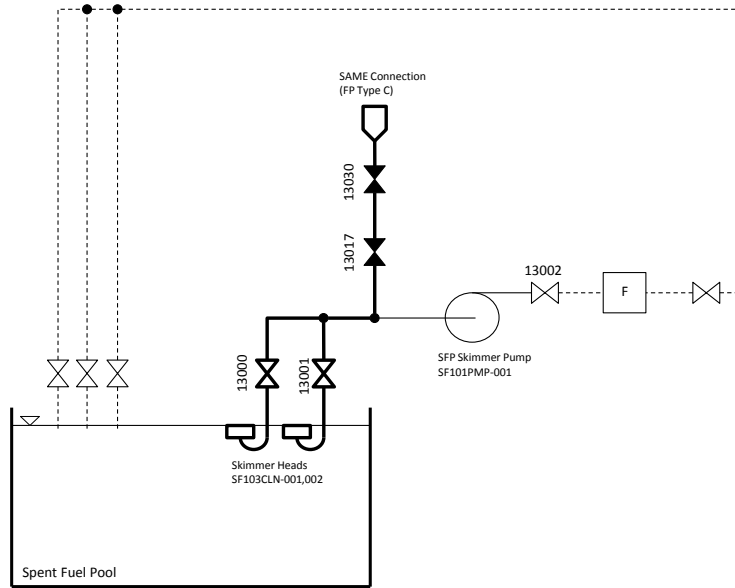 SAME Connection
(FP Type C)
13030
13017
13002
F
SFP Skimmer Pump
SF101PMP-001
13000
13001
Skimmer Heads
SF103CLN-001,002
Spent Fuel Pool